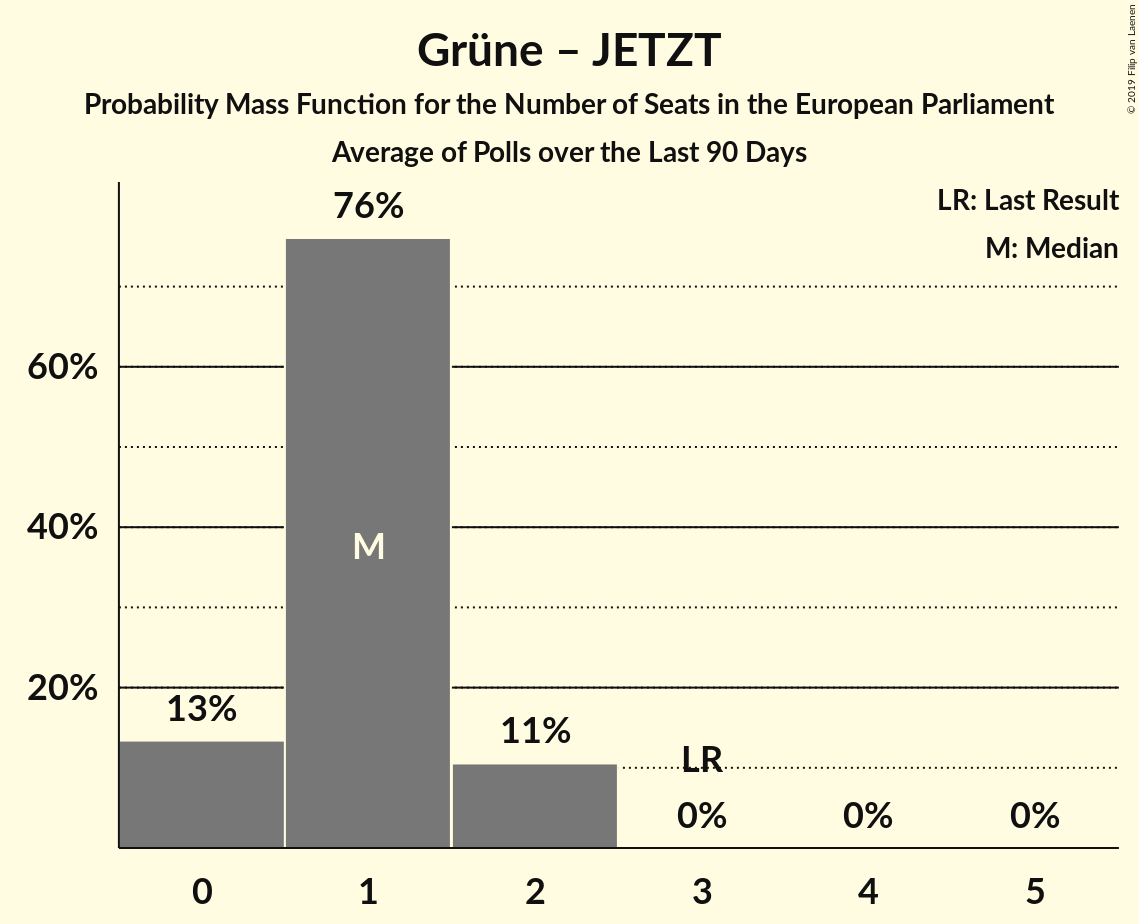 Grüne – JETZT
Probability Mass Function for the Number of Seats in the European Parliament
Average of Polls over the Last 90 Days
© 2019 Filip van Laenen
LR: Last Result
M: Median
76%
60%
40%
M
20%
13%
11%
LR
0%
0%
0%
0
1
2
3
4
5